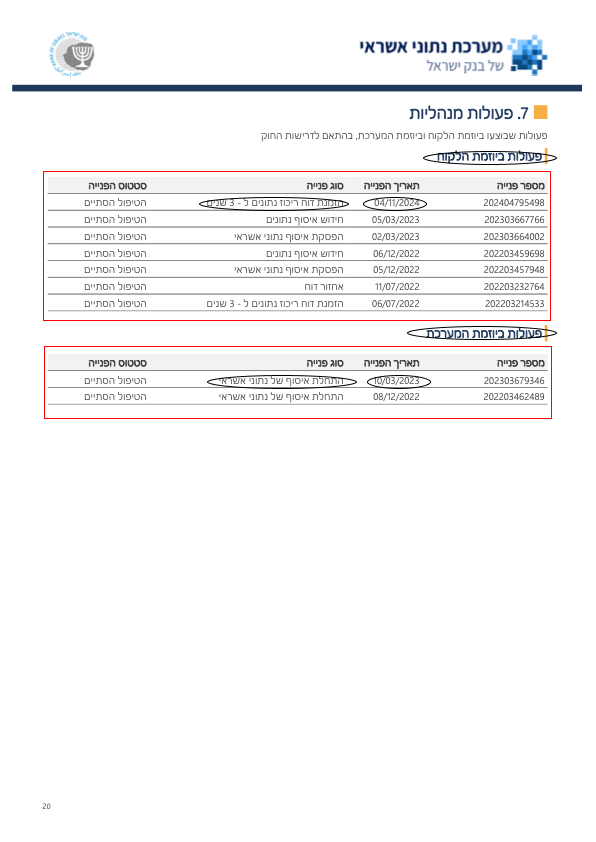 מערכת נתוני אשראי
של בנק ישראל
7. פעולות מנהליות
פעולות שבוצעו ביוזמת הלקוח וביוזמת המערכת, בהתאם לדרישות החוק
פעולות ביוזמת הלקוח
מספר פנייה תאריך הפנייה סוג פנייה סטטוס הפנייה
202404795498 04/11/2024 הזמנת דוח ריכוז נתונים ל - 3 שנים הטיפול הסתיים
202303667766 05/03/2023 חידוש איסוף נתונים הטיפול הסתיים
202303664002 02/03/2023 הפסקת איסוף נתוני אשראי הטיפול הסתיים
202203459698 06/12/2022 חידוש איסוף נתונים הטיפול הסתיים
202203457948 05/12/2022 הפסקת איסוף נתוני אשראי הטיפול הסתיים
202203232764 11/07/2022 אחזור דוח הטיפול הסתיים
202203214533 06/07/2022 הזמנת דוח ריכוז נתונים ל - 3 שנים הטיפול הסתיים
פעולות ביוזמת המערכת
מספר פנייה תאריך הפנייה סוג פנייה סטטוס הפנייה
202303679346 10/03/2023 התחלת איסוף של נתוני אשראי הטיפול הסתיים
202203462489 08/12/2022 התחלת איסוף של נתוני אשראי הטיפול הסתיים
20